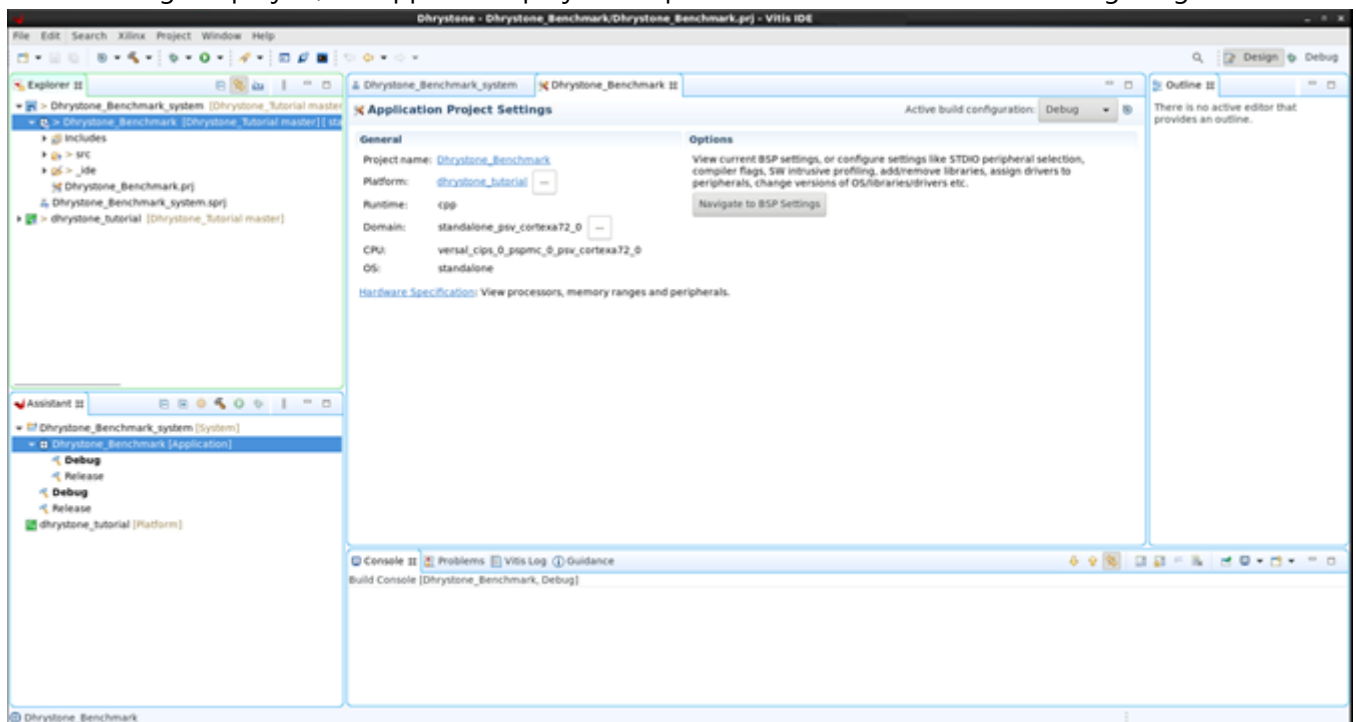 Dhrystone - Dhrystone_Benchmark/Dhrystone_Benchmark.prj - Vitis IDE
File Edit Search Xilinx Project Window Help
Design Debug
Explorer
> Dhrystone_Benchmark_system [Dhrystone_Tutorial master
> Dhrystone_Benchmark [Dhrystone_Tutorial master] [ sta
Includes
> src
> _ide
Dhrystone_Benchmark.prj
Dhrystone_Benchmark_system.sprj
> dhrystone_tutorial [Dhrystone_Tutorial master]
Dhrystone_Benchmark_system Dhrystone_Benchmark
Application Project Settings Active build configuration: Debug
General
Project name: Dhrystone_Benchmark
Platform: dhrystone_tutorial ...
Runtime: cpp
Domain: standalone_psv_cortexa72_0 ...
CPU: versal_cips_0_pspmc_0_psv_cortexa72_0
OS: standalone
Hardware Specification: View processors, memory ranges and peripherals.
Options
View current BSP settings, or configure settings like STDIO peripheral selection,
compiler flags, SW intrusive profiling, add/remove libraries, assign drivers to
peripherals, change versions of OS/libraries/drivers etc.
Navigate to BSP Settings
Outline
There is no active editor that
provides an outline.
Assistant
Dhrystone_Benchmark_system [System]
Dhrystone_Benchmark [Application]
Debug
Release
Debug
Release
dhrystone_tutorial [Platform]
Console Problems Vitis Log Guidance
Build Console [Dhrystone_Benchmark, Debug]
Dhrystone_Benchmark